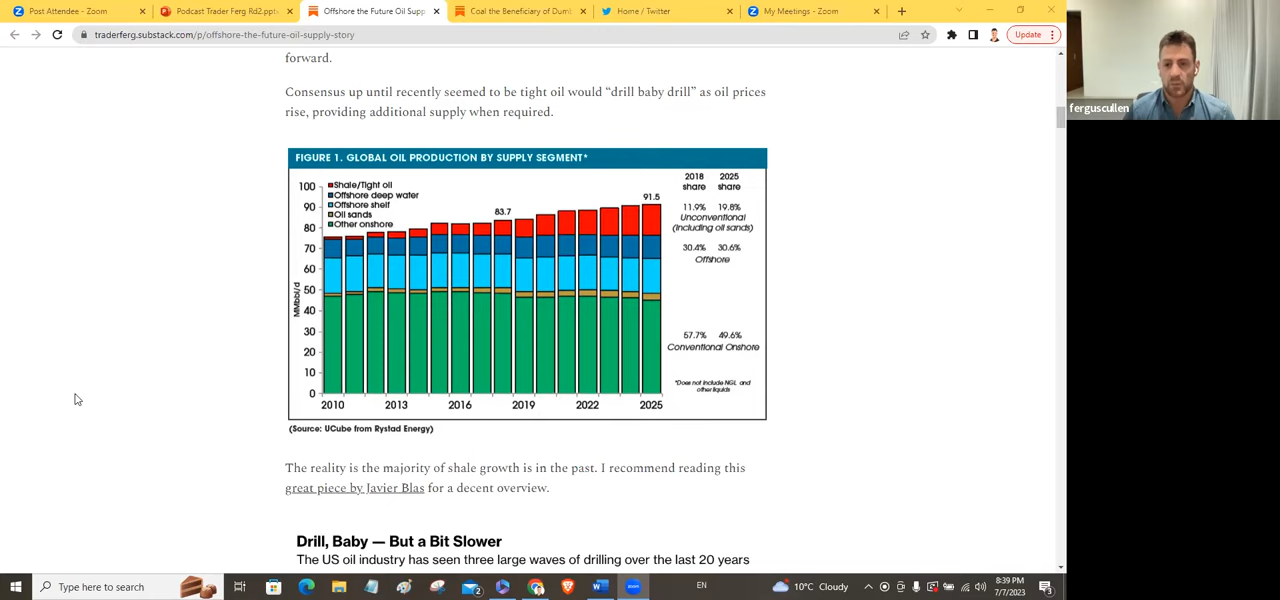 Post Attendee - Zoom
Podcast Trader Ferg Rd2.pptx
Offshore the Future Oil Supp
Coal the Beneficiary of Dumb
Home / Twitter
My Meetings - Zoom
traderferg.substack.com/p/offshore-the-future-oil-supply-story
Update
forward.
Consensus up until recently seemed to be tight oil would “drill baby drill” as oil prices
rise, providing additional supply when required.
FIGURE 1. GLOBAL OIL PRODUCTION BY SUPPLY SEGMENT*
MMbbl/d
100
90
80
70
60
50
40
30
20
10
0
Shale/Tight oil
Offshore deep water
Offshore shelf
Oil sands
Other onshore
83.7
91.5
2010
2013
2016
2019
2022
2025
2018 2025
share share
11.9% 19.8%
Unconventional
(Including oil sands)
30.4% 30.6%
Offshore
57.7% 49.6%
Conventional Onshore
*Does not include NGL and
other liquids
(Source: UCube from Rystad Energy)
The reality is the majority of shale growth is in the past. I recommend reading this
great piece by Javier Blas for a decent overview.
Drill, Baby — But a Bit Slower
The US oil industry has seen three large waves of drilling over the last 20 years
ferguscullen
Type here to search
2
zoom
EN
10°C Cloudy
8:39 PM
7/7/2023
3